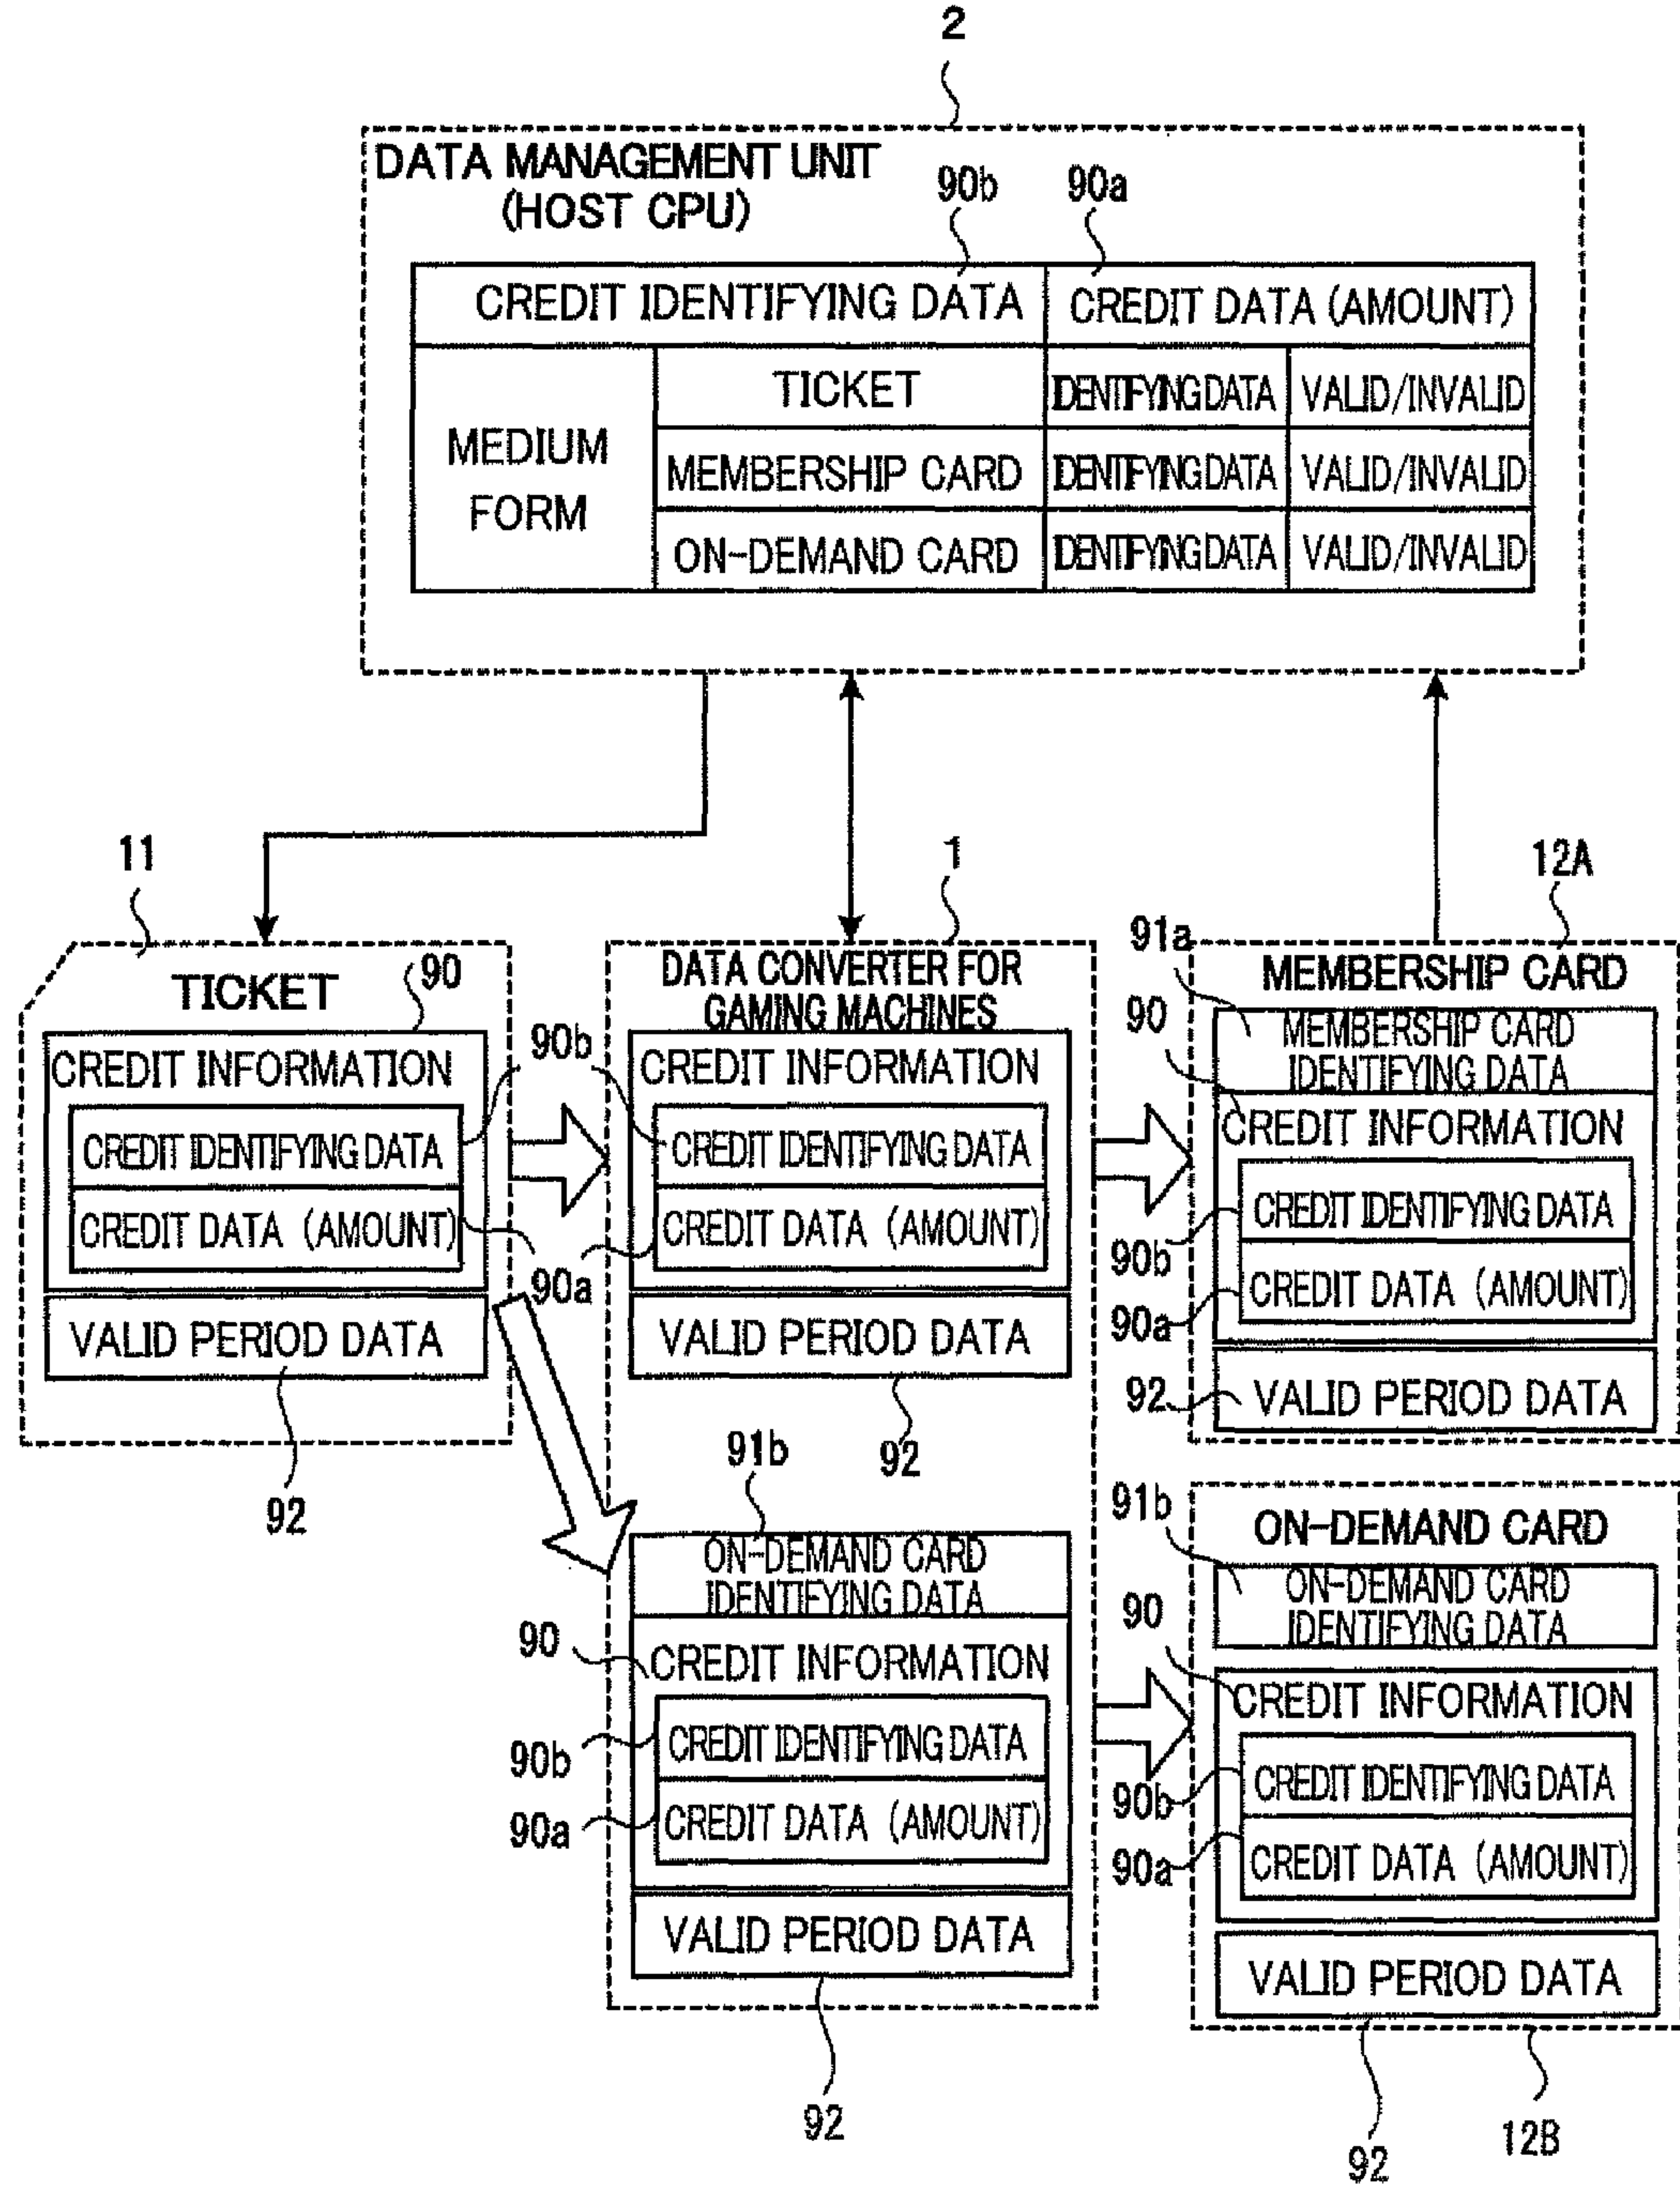 2
DATA MANAGEMENT UNIT
(HOST CPU)
90b
90a
CREDIT IDENTIFYING DATA
CREDIT DATA (AMOUNT)
MEDIUM
FORM
TICKET
IDENTIFYING DATA
VALID/INVALID
MEMBERSHIP CARD
IDENTIFYING DATA
VALID/INVALID
ON-DEMAND CARD
IDENTIFYING DATA
VALID/INVALID
11
TICKET
90
CREDIT INFORMATION
90b
CREDIT IDENTIFYING DATA
CREDIT DATA (AMOUNT)
90a
VALID PERIOD DATA
92
1
DATA CONVERTER FOR
GAMING MACHINES
CREDIT INFORMATION
CREDIT IDENTIFYING DATA
CREDIT DATA (AMOUNT)
VALID PERIOD DATA
92
91b
ON-DEMAND CARD
IDENTIFYING DATA
90
CREDIT INFORMATION
90b
CREDIT IDENTIFYING DATA
90a
CREDIT DATA (AMOUNT)
VALID PERIOD DATA
92
12A
91a
MEMBERSHIP CARD
MEMBERSHIP CARD
IDENTIFYING DATA
90
CREDIT INFORMATION
CREDIT IDENTIFYING DATA
90b
CREDIT DATA (AMOUNT)
90a
92
VALID PERIOD DATA
91b
ON-DEMAND CARD
ON-DEMAND CARD
IDENTIFYING DATA
90
CREDIT INFORMATION
CREDIT IDENTIFYING DATA
90b
CREDIT DATA (AMOUNT)
90a
VALID PERIOD DATA
92
12B